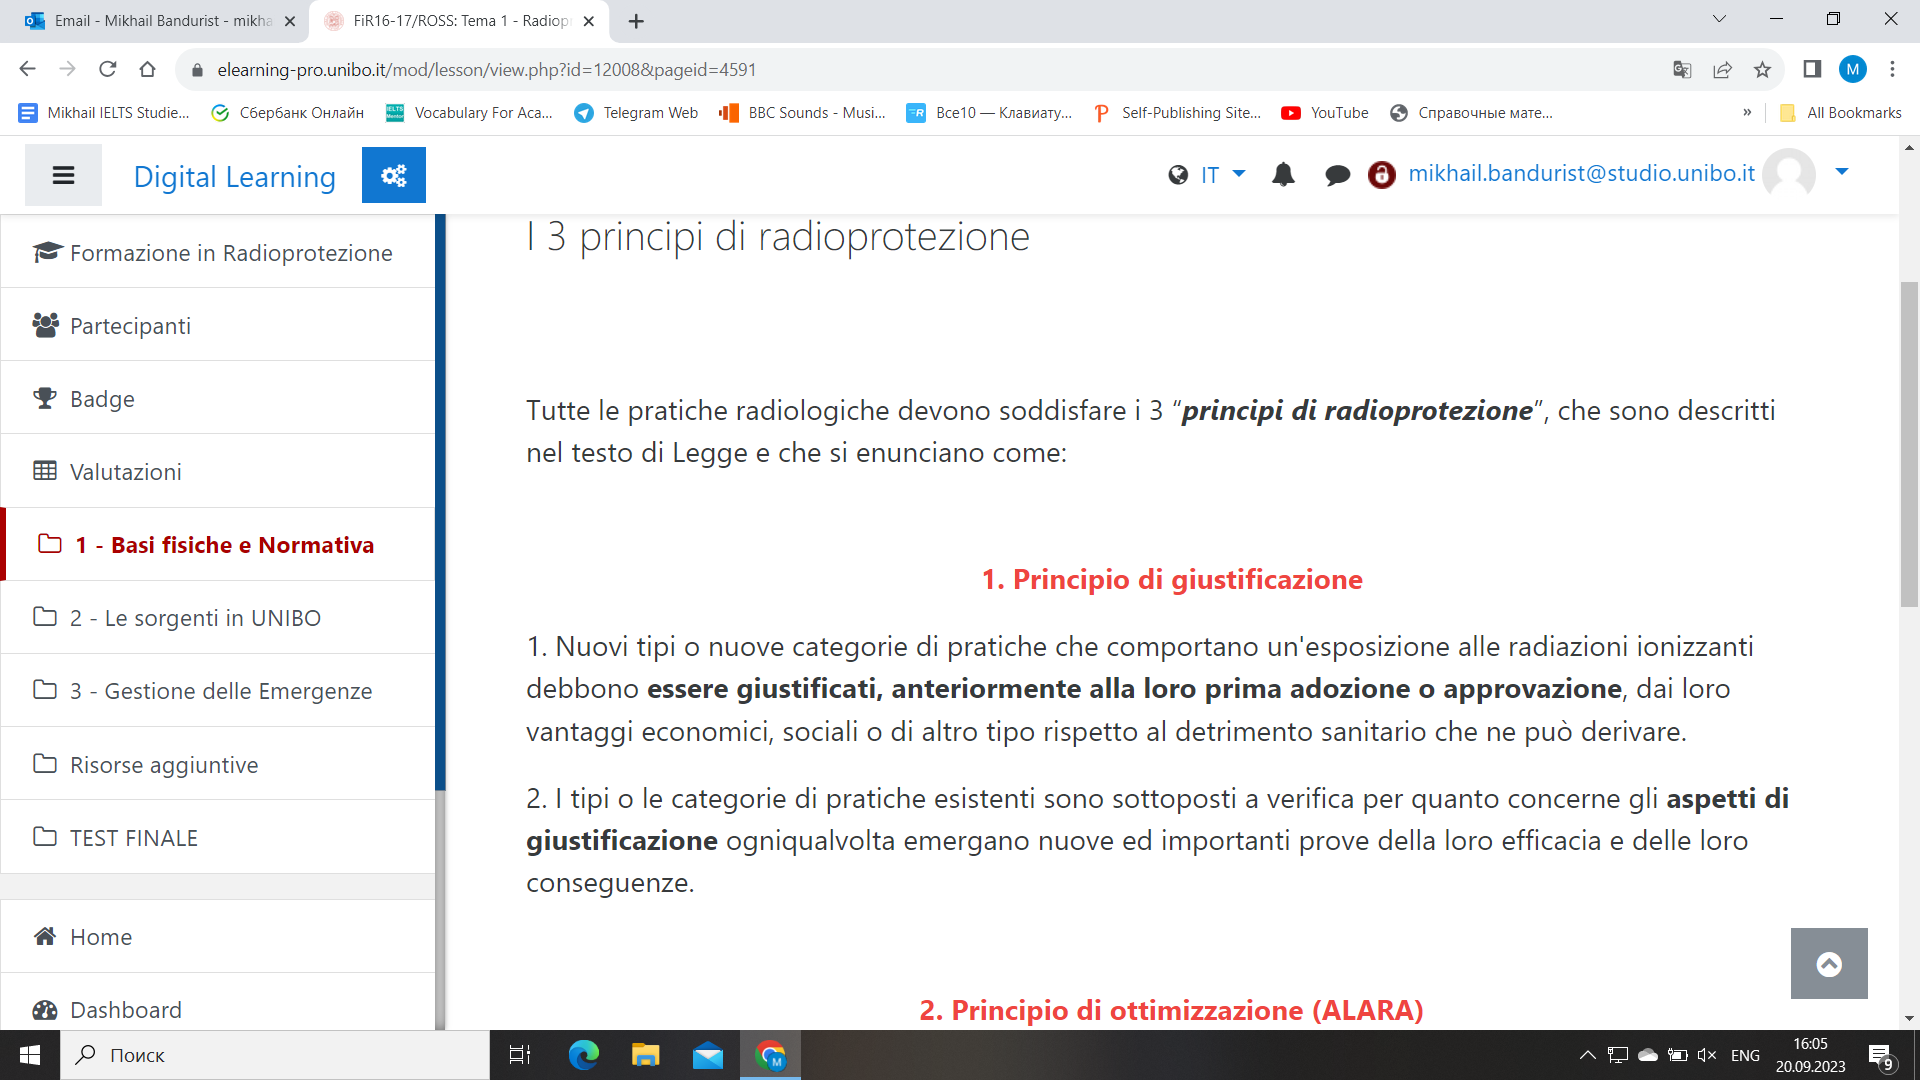 Email - Mikhail Bandurist - mikha
FiR16-17/ROSS: Tema 1 - Radiopr
elearning-pro.unibo.it/mod/lesson/view.php?id=12008&pageid=4591
M
Mikhail IELTS Studie...
Сбербанк Онлайн
Vocabulary For Aca...
Telegram Web
BBC Sounds - Musi...
Все10 — Клавиату...
Self-Publishing Site...
YouTube
Справочные мате...
»
All Bookmarks
Digital Learning
IT
mikhail.bandurist@studio.unibo.it
Formazione in Radioprotezione
Partecipanti
Badge
Valutazioni
1 - Basi fisiche e Normativa
2 - Le sorgenti in UNIBO
3 - Gestione delle Emergenze
Risorse aggiuntive
TEST FINALE
Home
Dashboard
I 3 principi di radioprotezione
Tutte le pratiche radiologiche devono soddisfare i 3 “principi di radioprotezione”, che sono descritti
nel testo di Legge e che si enunciano come:
1. Principio di giustificazione
1. Nuovi tipi o nuove categorie di pratiche che comportano un'esposizione alle radiazioni ionizzanti
debbono essere giustificati, anteriormente alla loro prima adozione o approvazione, dai loro
vantaggi economici, sociali o di altro tipo rispetto al detrimento sanitario che ne può derivare.
2. I tipi o le categorie di pratiche esistenti sono sottoposti a verifica per quanto concerne gli aspetti di
giustificazione ogniqualvolta emergano nuove ed importanti prove della loro efficacia e delle loro
conseguenze.
2. Principio di ottimizzazione (ALARA)
Поиск
M
ENG
16:05
20.09.2023
9